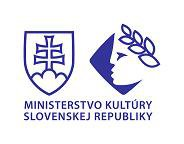 MINISTERSTVO KULTÚRY
SLOVENSKEJ REPUBLIKY